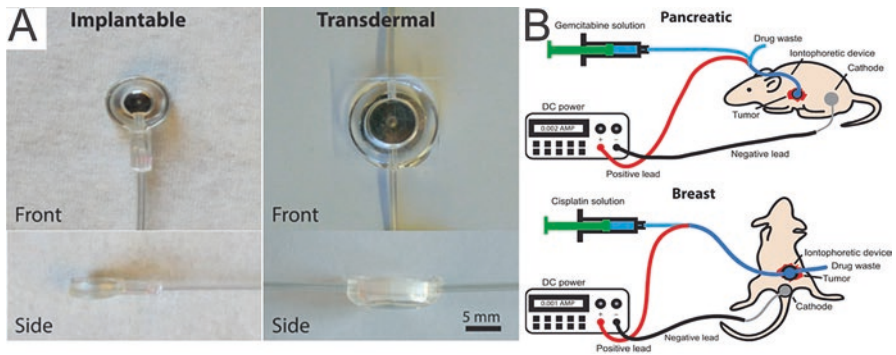 A
Implantable
Transdermal
Front
Front
Side
Side
5 mm
B
Pancreatic
Gemcitabine solution
Drug waste
Iontophoretic device
Cathode
Tumor
DC power
0.002 AMP
+ -
Negative lead
Positive lead
Breast
Cisplatin solution
Iontophoretic device
Drug waste
Tumor
Cathode
DC power
0.001 AMP
+ -
Negative lead
Positive lead